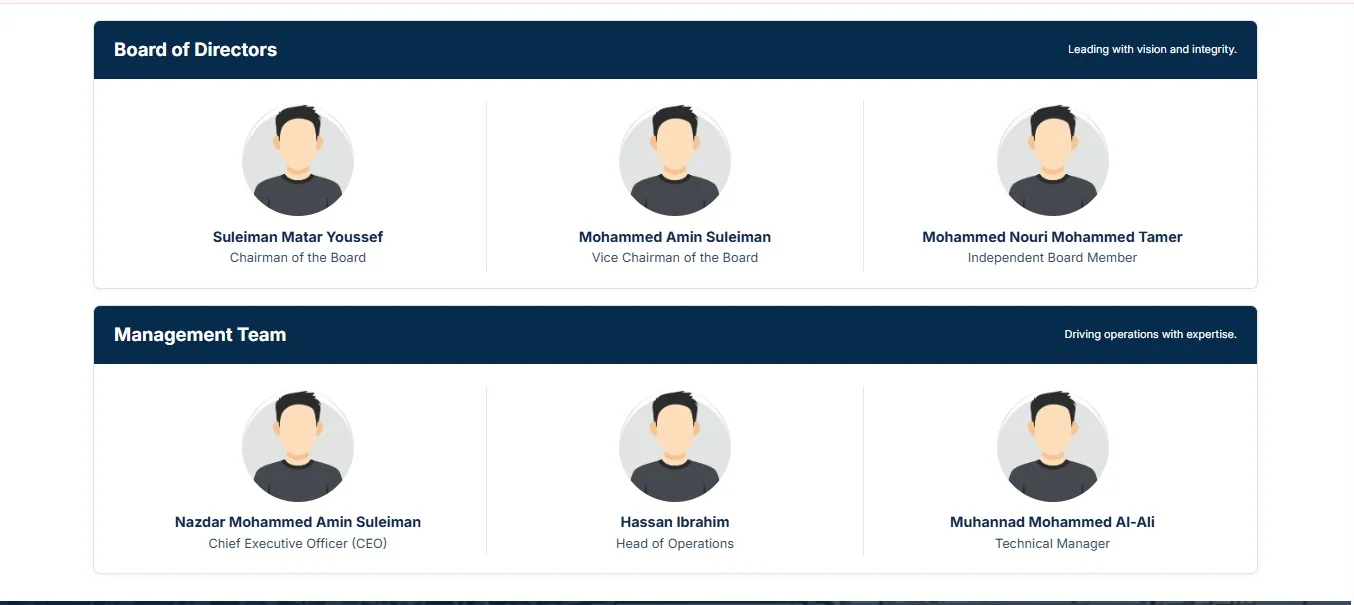 Board of Directors
Leading with vision and integrity.
Suleiman Matar Youssef
Chairman of the Board
Mohammed Amin Suleiman
Vice Chairman of the Board
Mohammed Nouri Mohammed Tamer
Independent Board Member
Management Team
Driving operations with expertise.
Nazdar Mohammed Amin Suleiman
Chief Executive Officer (CEO)
Hassan Ibrahim
Head of Operations
Muhannad Mohammed Al-Ali
Technical Manager